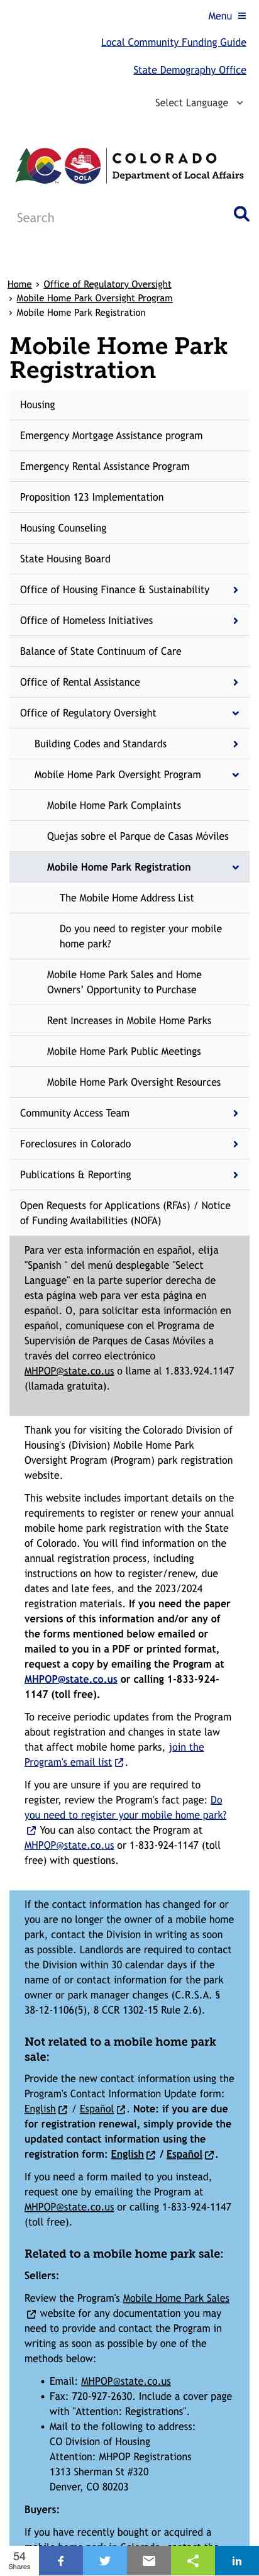 Menu
Local Community Funding Guide
State Demography Office
Select Language
DOLA
COLORADO
Department of Local Affairs
Search
Home › Office of Regulatory Oversight
› Mobile Home Park Oversight Program
› Mobile Home Park Registration
Mobile Home Park
Registration
Housing
Emergency Mortgage Assistance program
Emergency Rental Assistance Program
Proposition 123 Implementation
Housing Counseling
State Housing Board
Office of Housing Finance & Sustainability
Office of Homeless Initiatives
Balance of State Continuum of Care
Office of Rental Assistance
Office of Regulatory Oversight
Building Codes and Standards
Mobile Home Park Oversight Program
Mobile Home Park Complaints
Quejas sobre el Parque de Casas Móviles
Mobile Home Park Registration
The Mobile Home Address List
Do you need to register your mobile
home park?
Mobile Home Park Sales and Home
Owners’ Opportunity to Purchase
Rent Increases in Mobile Home Parks
Mobile Home Park Public Meetings
Mobile Home Park Oversight Resources
Community Access Team
Foreclosures in Colorado
Publications & Reporting
Open Requests for Applications (RFAs) / Notice
of Funding Availabilities (NOFA)
Para ver esta información en español, elija
"Spanish " del menú desplegable "Select
Language" en la parte superior derecha de
esta página web para ver esta página en
español. O, para solicitar esta información en
español, comuníquese con el Programa de
Supervisión de Parques de Casas Móviles a
través del correo electrónico
MHPOP@state.co.us o llame al 1.833.924.1147
(llamada gratuita).
Thank you for visiting the Colorado Division of
Housing's (Division) Mobile Home Park
Oversight Program (Program) park registration
website.
This website includes important details on the
requirements to register or renew your annual
mobile home park registration with the State
of Colorado. You will find information on the
annual registration process, including
instructions on how to register/renew, due
dates and late fees, and the 2023/2024
registration materials. If you need the paper
versions of this information and/or any of
the forms mentioned below emailed or
mailed to you in a PDF or printed format,
request a copy by emailing the Program at
MHPOP@state.co.us or calling 1-833-924-
1147 (toll free).
To receive periodic updates from the Program
about registration and changes in state law
that affect mobile home parks, join the
Program's email list .
If you are unsure if you are required to
register, review the Program's fact page: Do
you need to register your mobile home park?
You can also contact the Program at
MHPOP@state.co.us or 1-833-924-1147 (toll
free) with questions.
If the contact information has changed for or
you are no longer the owner of a mobile home
park, contact the Division in writing as soon
as possible. Landlords are required to contact
the Division within 30 calendar days if the
name of or contact information for the park
owner or park manager changes (C.R.S.A. §
38-12-1106(5), 8 CCR 1302-15 Rule 2.6).
Not related to a mobile home park
sale:
Provide the new contact information using the
Program's Contact Information Update form:
English / Español . Note: if you are due
for registration renewal, simply provide the
updated contact information using the
registration form: English / Español .
If you need a form mailed to you instead,
request one by emailing the Program at
MHPOP@state.co.us or calling 1-833-924-1147
(toll free).
Related to a mobile home park sale:
Sellers:
Review the Program's Mobile Home Park Sales
website for any documentation you may
need to provide and contact the Program in
writing as soon as possible by one of the
methods below:
• Email: MHPOP@state.co.us
• Fax: 720-927-2630. Include a cover page
with "Attention: Registrations".
• Mail to the following to address:
CO Division of Housing
Attention: MHPOP Registrations
1313 Sherman St #320
Denver, CO 80203
Buyers:
If you have recently bought or acquired a
54
Shares